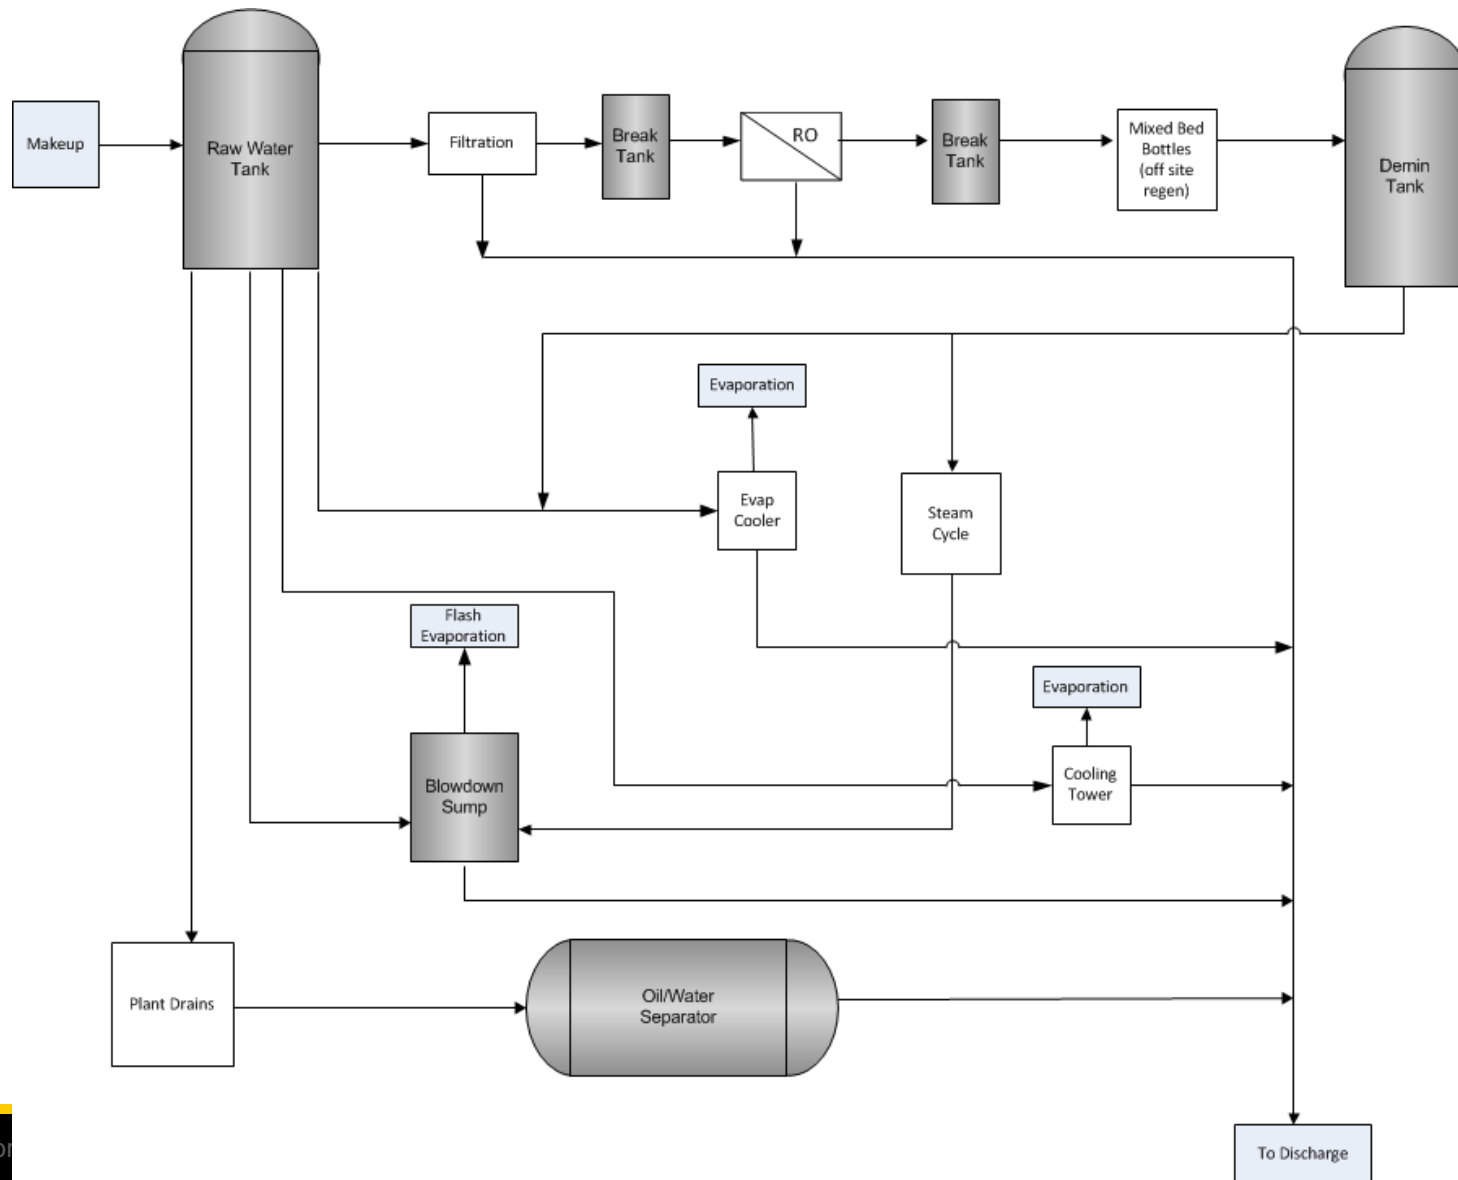 Makeup
Raw Water
Tank
Filtration
Break
Tank
RO
Break
Tank
Mixed Bed
Bottles
(off site
regen)
Demin
Tank
Evaporation
Evap
Cooler
Steam
Cycle
Flash
Evaporation
Evaporation
Blowdown
Sump
Cooling
Tower
Plant Drains
Oil/Water
Separator
To Discharge